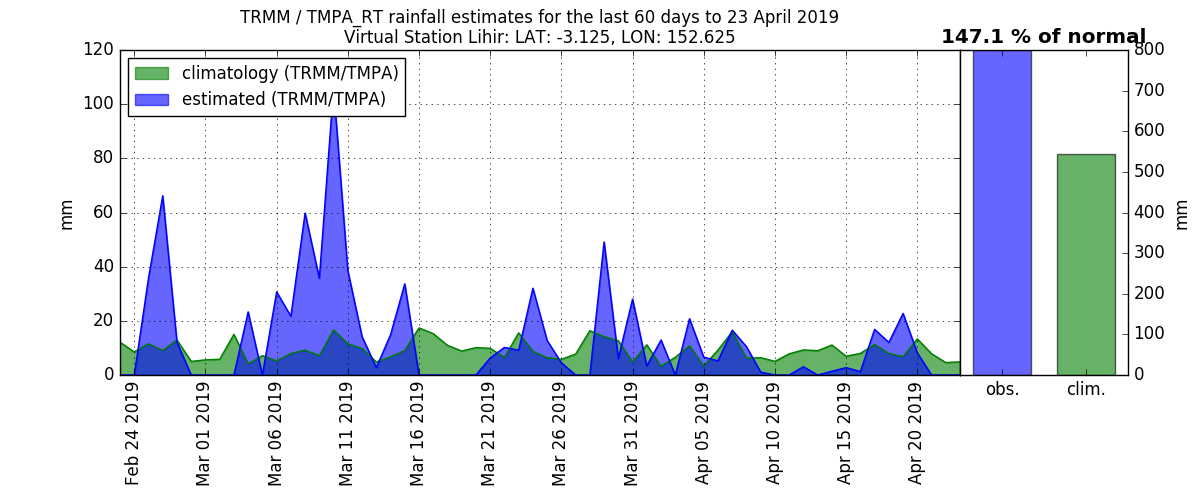 TRMM / TMPA_RT rainfall estimates for the last 60 days to 23 April 2019
Virtual Station Lihir: LAT: -3.125, LON: 152.625
147.1 % of normal
climatology (TRMM/TMPA)
estimated (TRMM/TMPA)
120
100
80
60
40
20
0
mm
Feb 24 2019
Mar 01 2019
Mar 06 2019
Mar 11 2019
Mar 16 2019
Mar 21 2019
Mar 26 2019
Mar 31 2019
Apr 05 2019
Apr 10 2019
Apr 15 2019
Apr 20 2019
obs.
clim.
800
700
600
500
400
300
200
100
0
mm